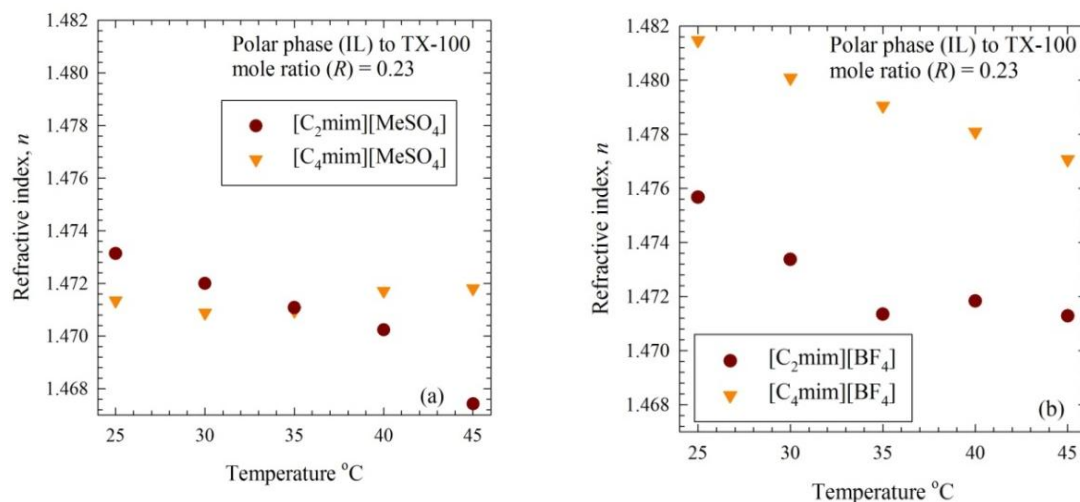 1.482
1.480
1.478
1.476
1.474
1.472
1.470
1.468
Refractive index, n
Polar phase (IL) to TX-100
mole ratio (R) = 0.23
[C₂mim][MeSO₄]
[C₄mim][MeSO₄]
(a)
25 30 35 40 45
Temperature °C
1.482
1.480
1.478
1.476
1.474
1.472
1.470
1.468
Refractive index, n
Polar phase (IL) to TX-100
mole ratio (R) = 0.23
[C₂mim][BF₄]
[C₄mim][BF₄]
(b)
25 30 35 40 45
Temperature °C